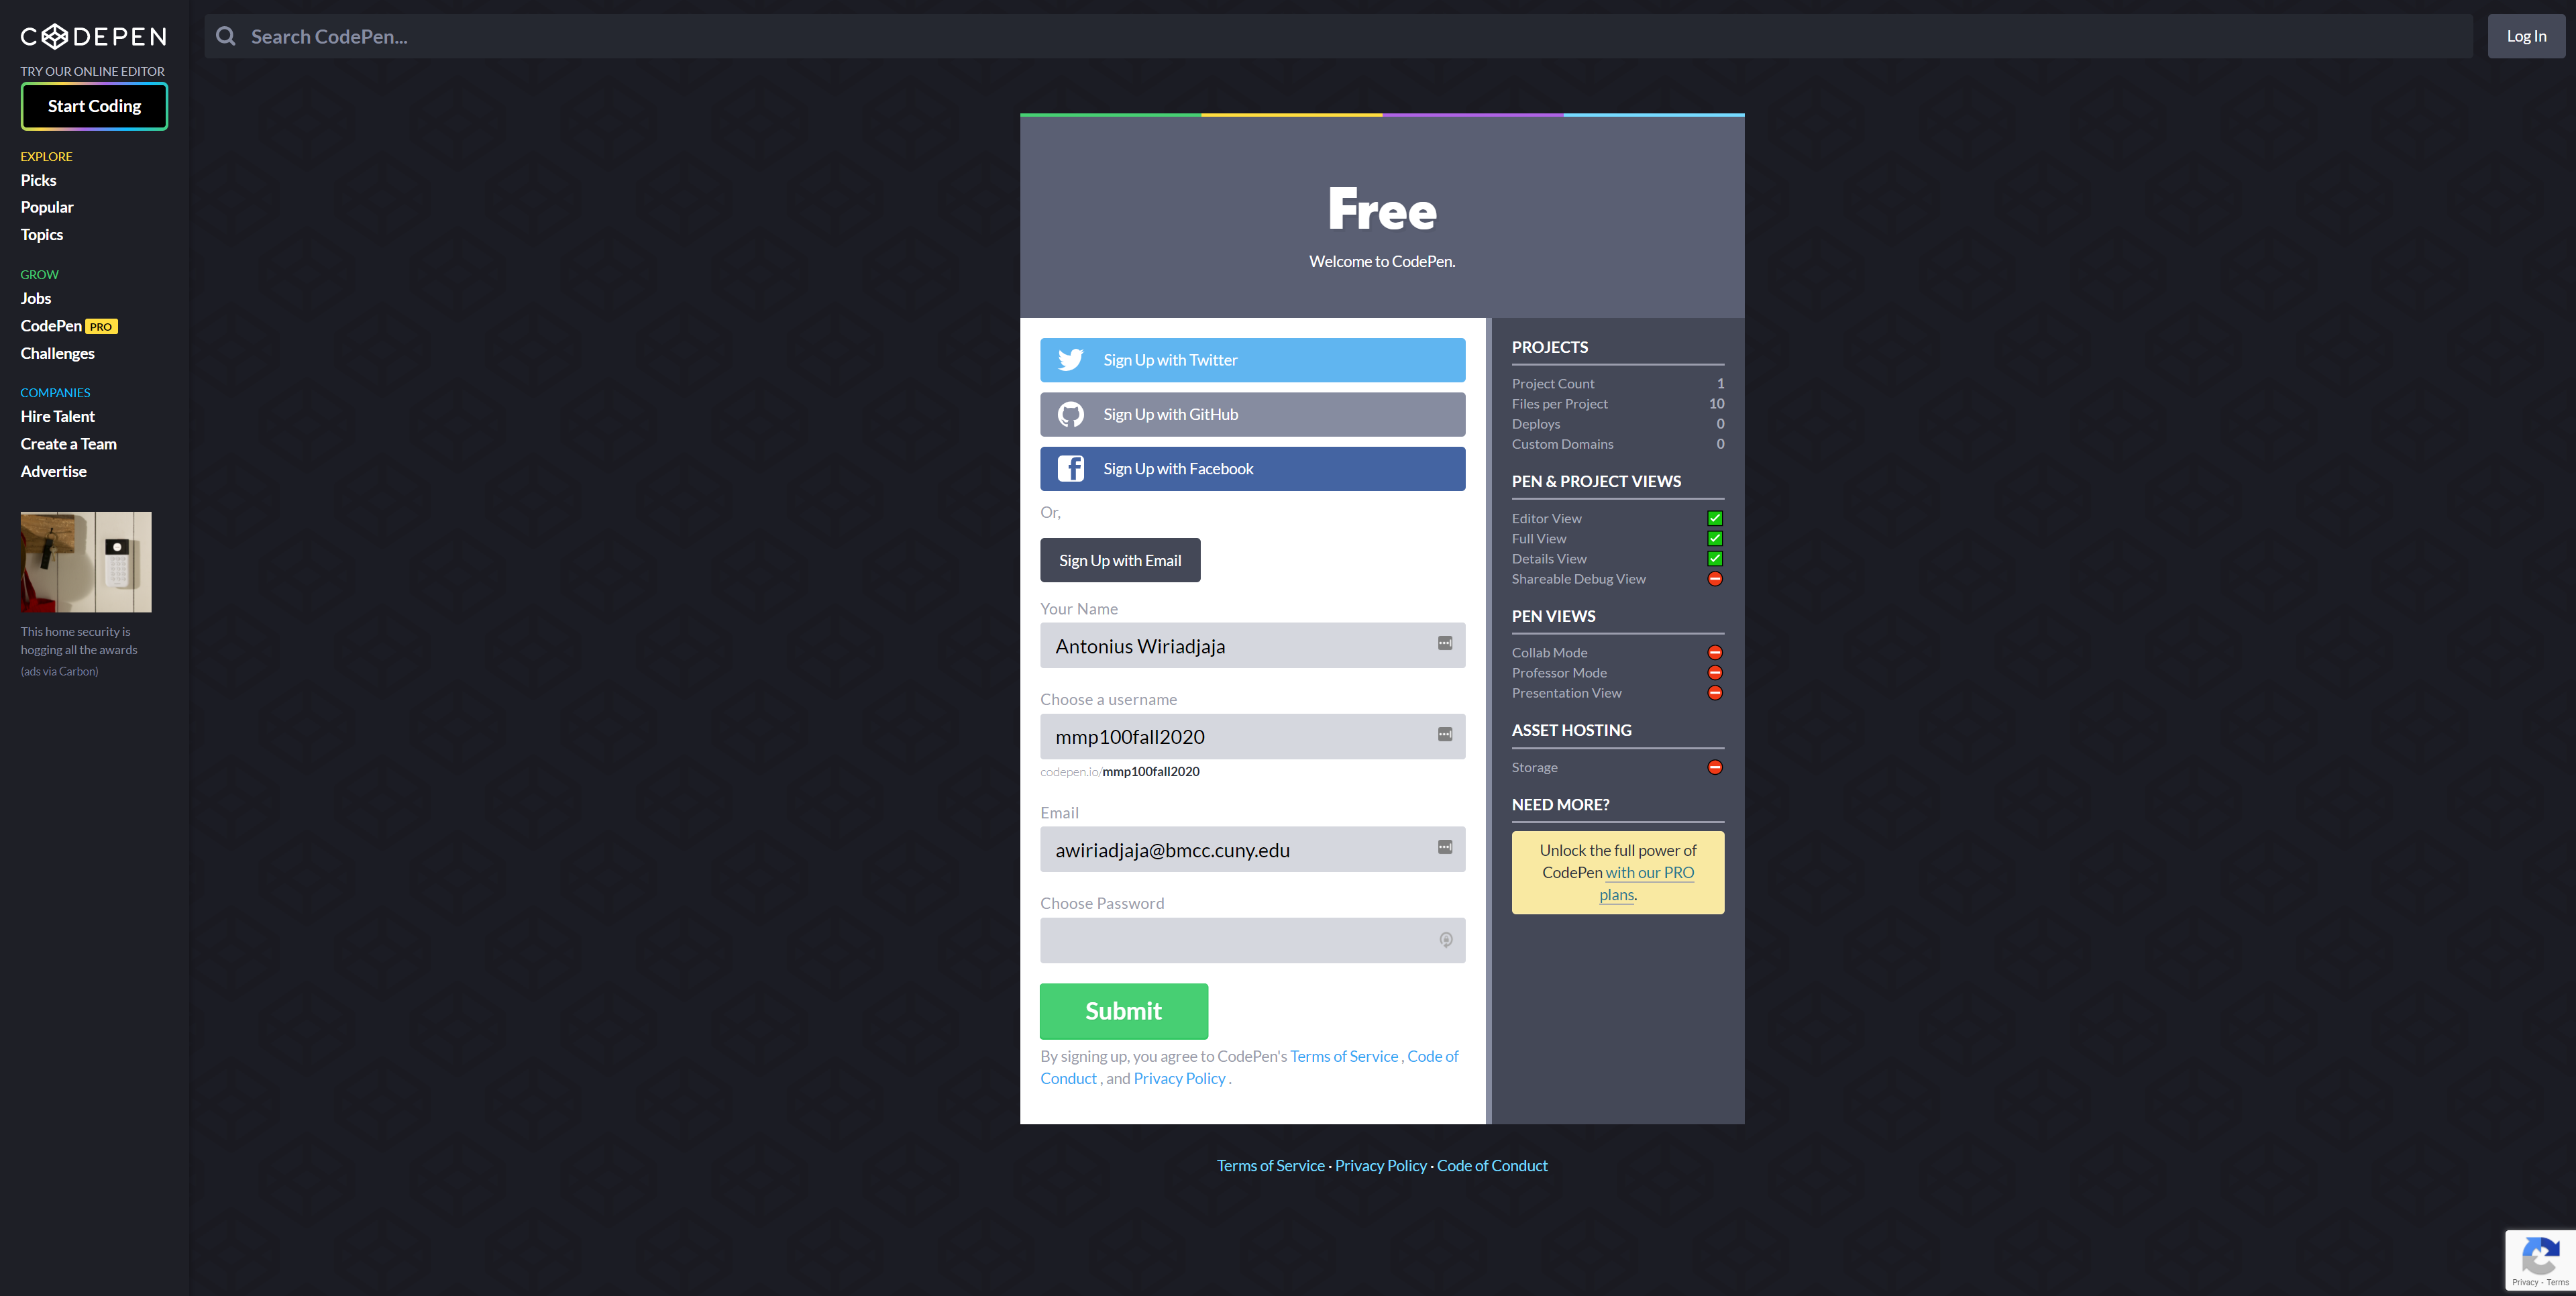 CODEPEN
TRY OUR ONLINE EDITOR
Start Coding
EXPLORE
Picks
Popular
Topics
GROW
Jobs
CodePen PRO
Challenges
COMPANIES
Hire Talent
Create a Team
Advertise
This home security is
hogging all the awards
(ads via Carbon)
Search CodePen...
Log In
Free
Welcome to CodePen.
Sign Up with Twitter
Sign Up with GitHub
Sign Up with Facebook
Or,
Sign Up with Email
Your Name
Antonius Wiriadjaja
Choose a username
mmp100fall2020
codepen.io/mmp100fall2020
Email
awiriadjaja@bmcc.cuny.edu
Choose Password
Submit
By signing up, you agree to CodePen's Terms of Service , Code of
Conduct , and Privacy Policy .
PROJECTS
Project Count 1
Files per Project 10
Deploys 0
Custom Domains 0
PEN & PROJECT VIEWS
Editor View
Full View
Details View
Shareable Debug View
PEN VIEWS
Collab Mode
Professor Mode
Presentation View
ASSET HOSTING
Storage
NEED MORE?
Unlock the full power of
CodePen with our PRO
plans.
Terms of Service · Privacy Policy · Code of Conduct
Privacy - Terms